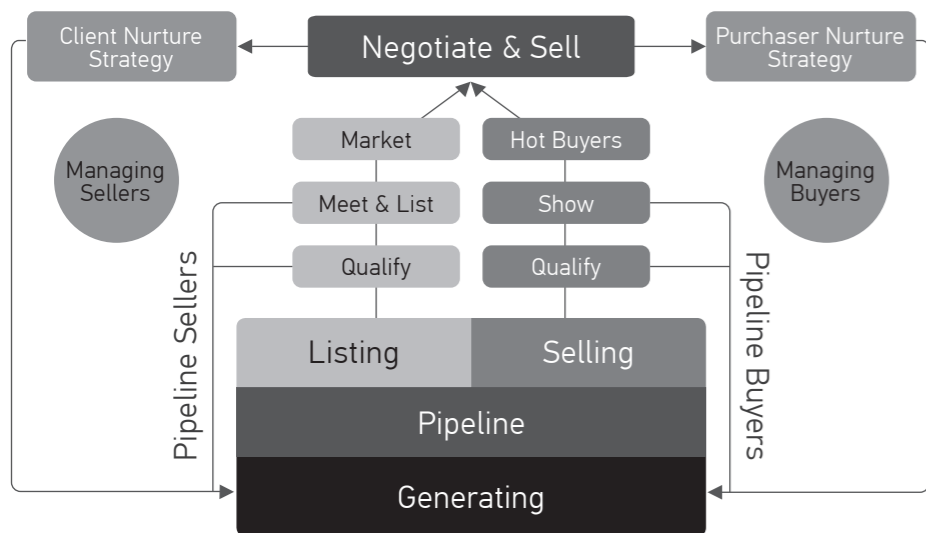 Client Nurture
Strategy
Negotiate & Sell
Purchaser Nurture
Strategy
Market
Hot Buyers
Managing
Sellers
Managing
Buyers
Meet & List
Show
Qualify
Qualify
Pipeline Sellers
Pipeline Buyers
Listing
Selling
Pipeline
Generating